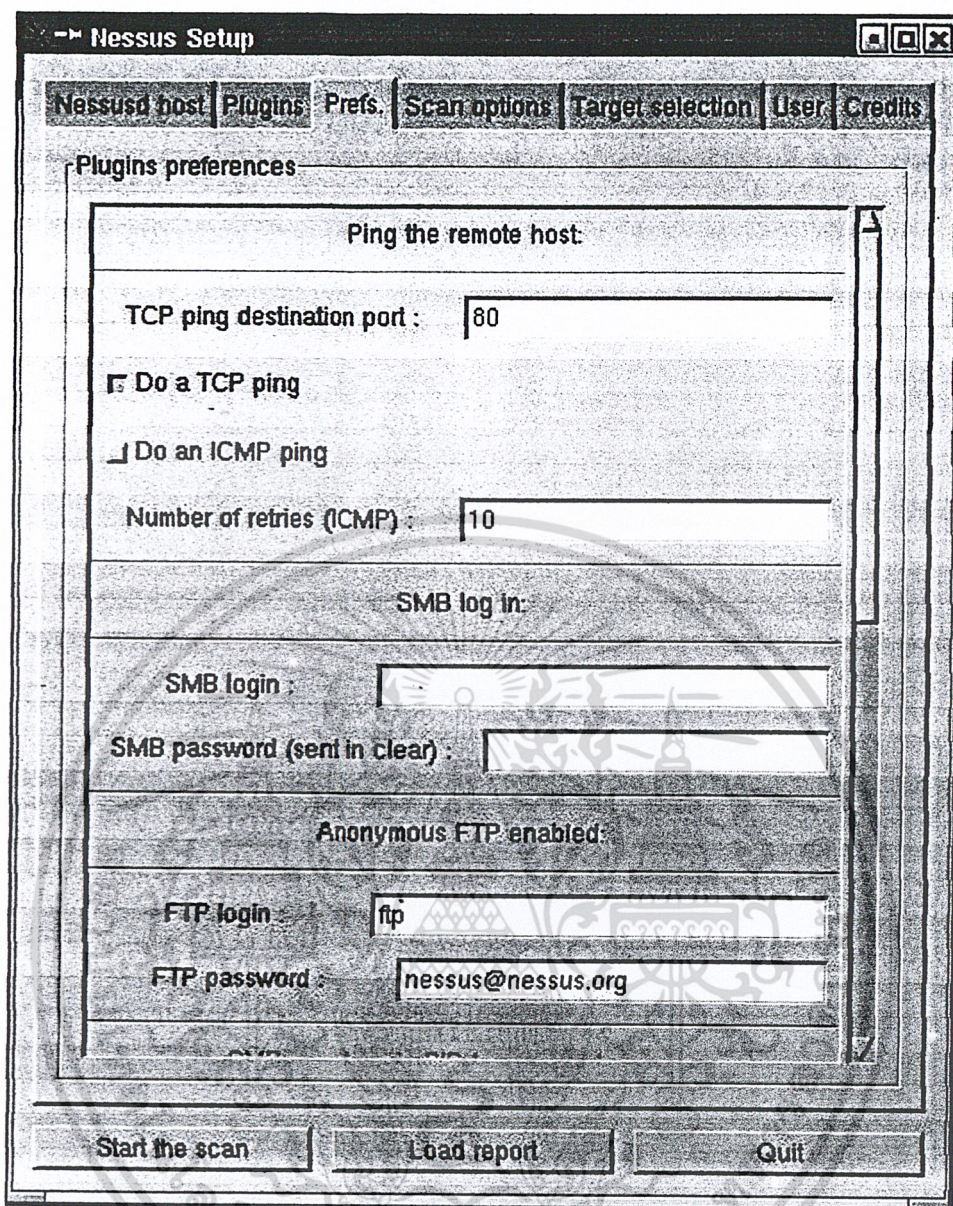 Nessus Setup
Nessusd host Plugins Prefs. Scan options Target selection User Credits
Plugins preferences
Ping the remote host:
TCP ping destination port : 80
Do a TCP ping
Do an ICMP ping
Number of retries (ICMP) : 10
SMB log in:
SMB login :
SMB password (sent in clear) :
Anonymous FTP enabled:
FTP login : ftp
FTP password : nessus@nessus.org
Start the scan Load report Quit